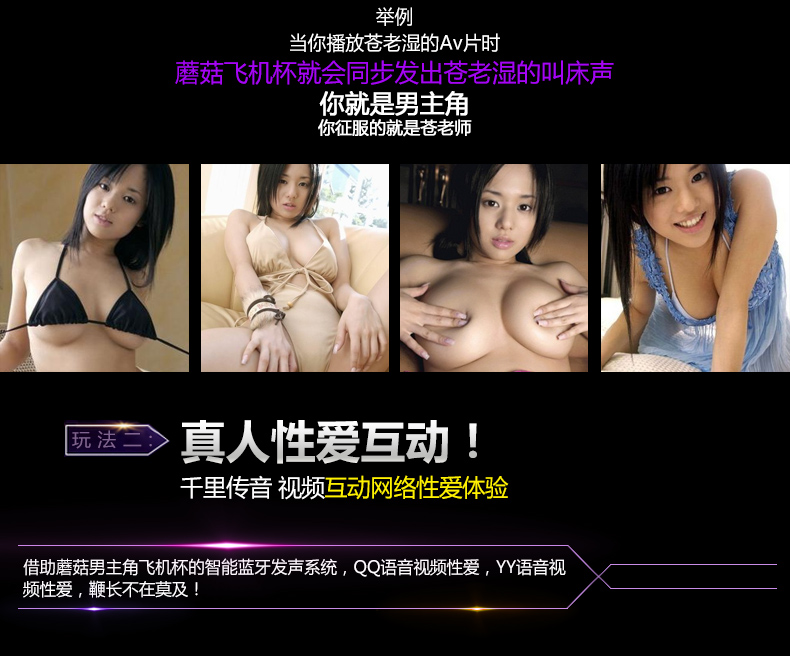 举例
当你播放苍老湿的Av片时
蘑菇飞机杯就会同步发出苍老湿的叫床声
你就是男主角
你征服的就是苍老师
玩法二：
真人性爱互动！
千里传音 视频互动网络性爱体验
借助蘑菇男主角飞机杯的智能蓝牙发声系统，QQ语音视频性爱，YY语音视
频性爱，鞭长不在莫及！